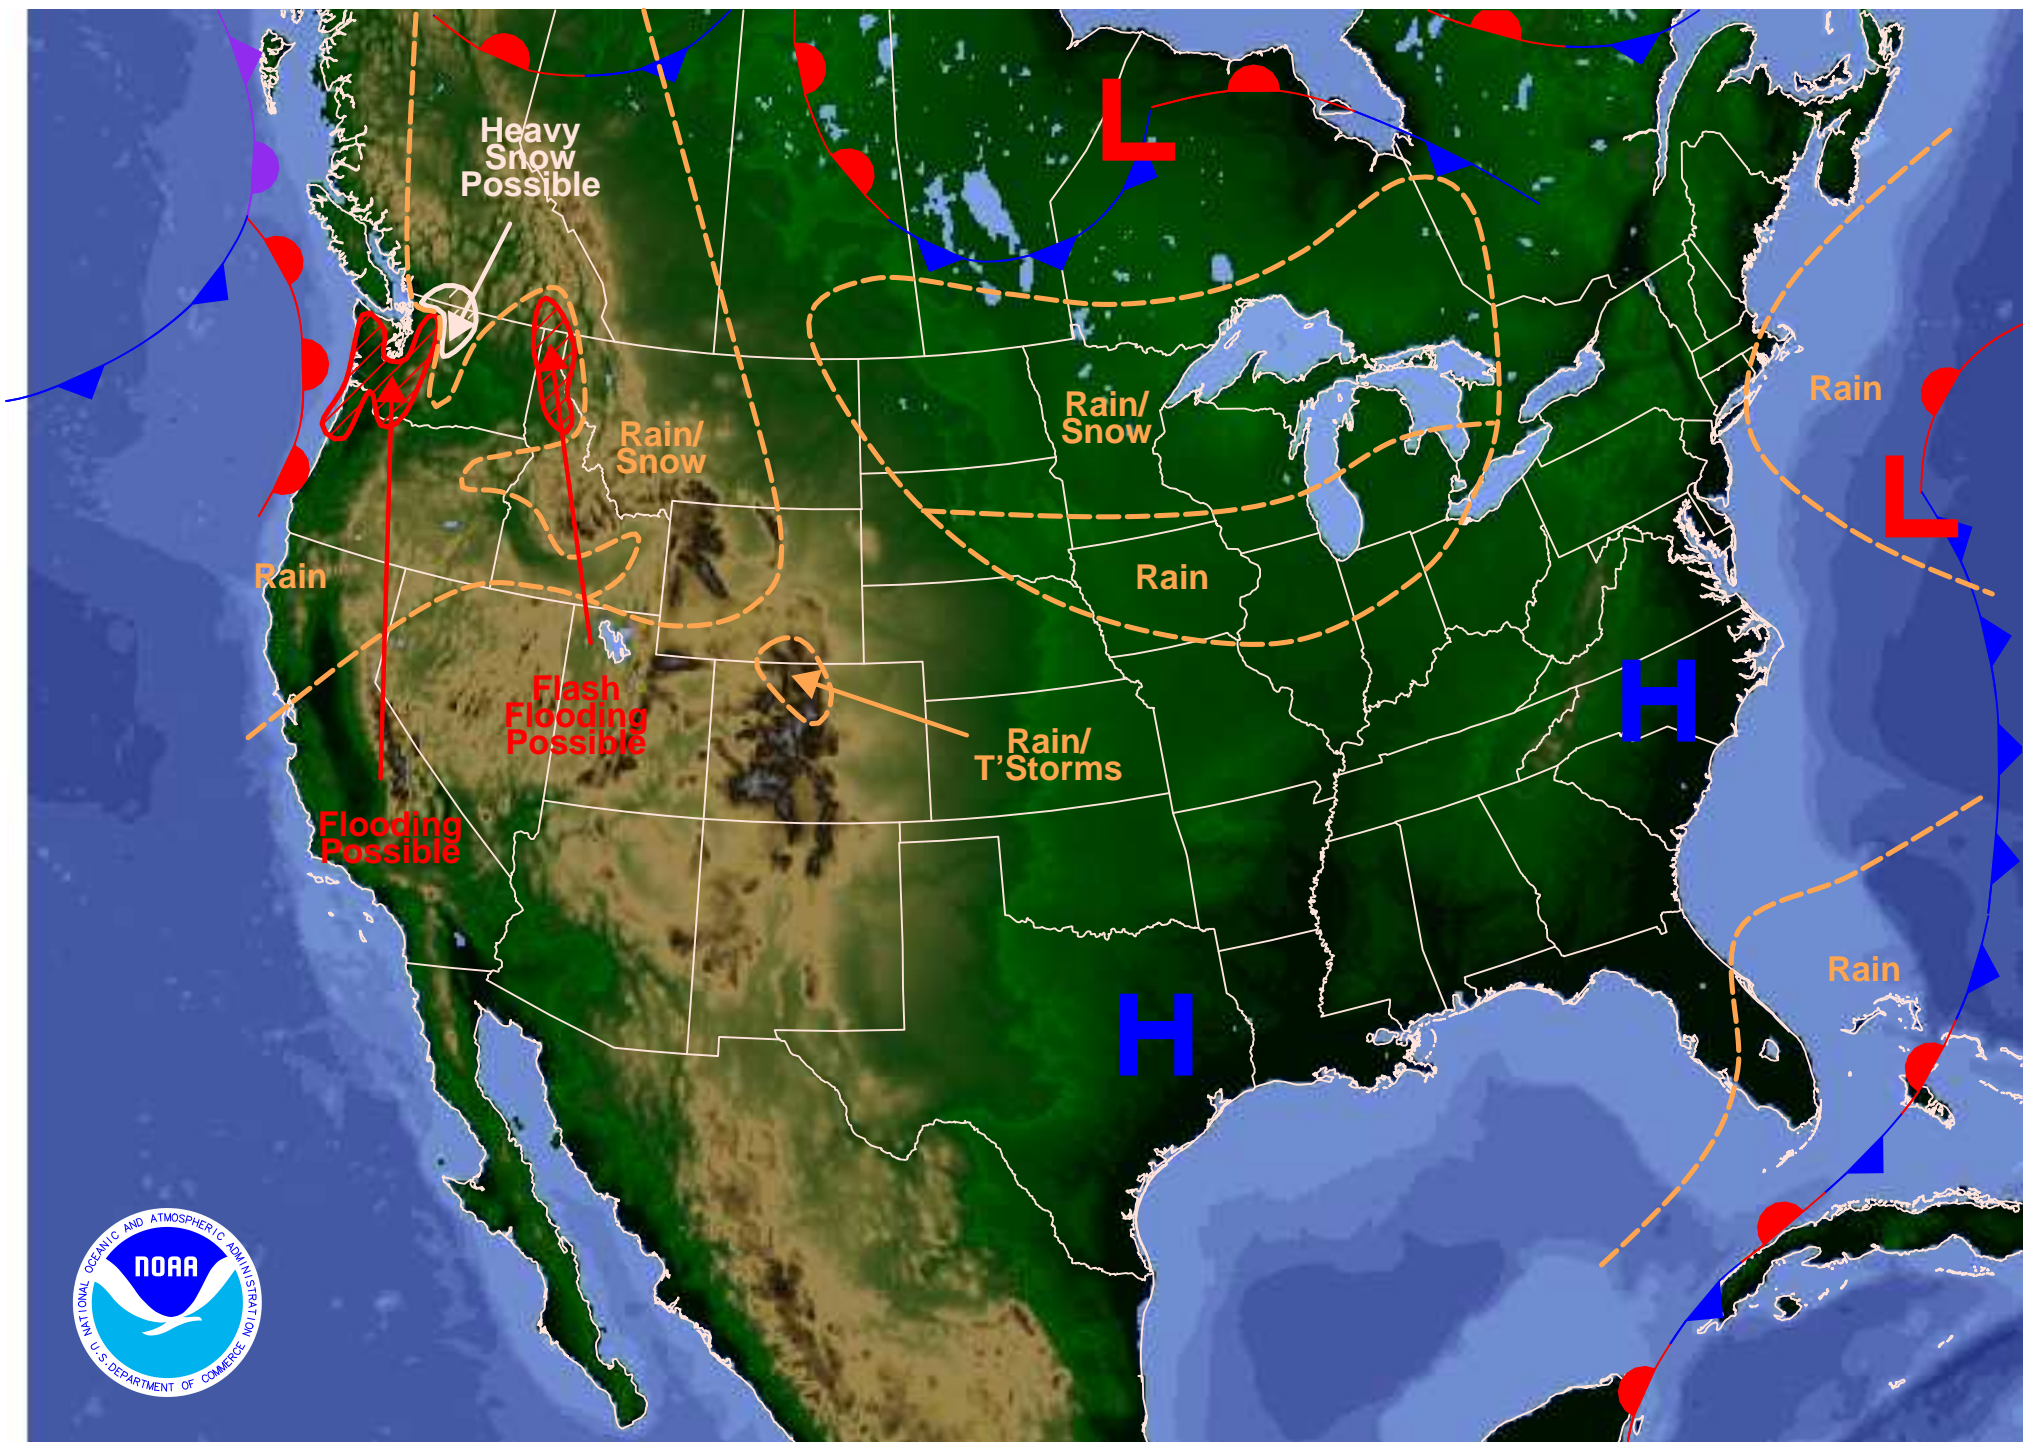 Heavy
Snow
Possible
L
Rain
Rain/
Snow
Rain/
Snow
L
Rain
Rain
H
Flash
Flooding
Possible
Rain/
T'Storms
Flooding
Possible
Rain
H
NATIONAL OCEANIC AND ATMOSPHERIC ADMINISTRATION
NOAA
U.S. DEPARTMENT OF COMMERCE